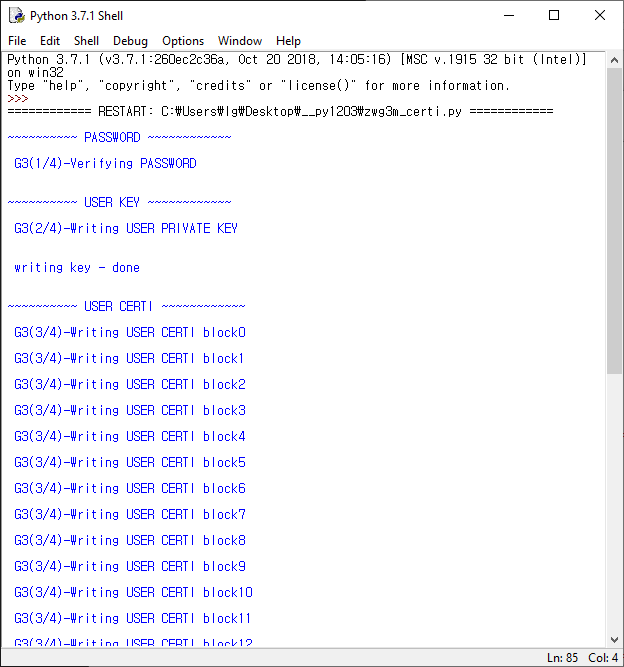 Python 3.7.1 Shell
File Edit Shell Debug Options Window Help
Python 3.7.1 (v3.7.1:260ec2c36a, Oct 20 2018, 14:05:16) [MSC v.1915 32 bit (Intel)]
on win32
Type "help", "copyright", "credits" or "license()" for more information.
>>>
============ RESTART: C:₩Users₩lg₩Desktop₩__py1203₩zwg3m_certi.py ============
~~~~~~~~~~ PASSWORD ~~~~~~~~~~~~
G3(1/4)-Verifying PASSWORD
~~~~~~~~~~ USER KEY ~~~~~~~~~~~~
G3(2/4)-Writing USER PRIVATE KEY
writing key - done
~~~~~~~~~~ USER CERTI ~~~~~~~~~~~~
G3(3/4)-Writing USER CERTI block0
G3(3/4)-Writing USER CERTI block1
G3(3/4)-Writing USER CERTI block2
G3(3/4)-Writing USER CERTI block3
G3(3/4)-Writing USER CERTI block4
G3(3/4)-Writing USER CERTI block5
G3(3/4)-Writing USER CERTI block6
G3(3/4)-Writing USER CERTI block7
G3(3/4)-Writing USER CERTI block8
G3(3/4)-Writing USER CERTI block9
G3(3/4)-Writing USER CERTI block10
G3(3/4)-Writing USER CERTI block11
G3(3/4)-Writing USER CERTI block12
Ln: 85 Col: 4